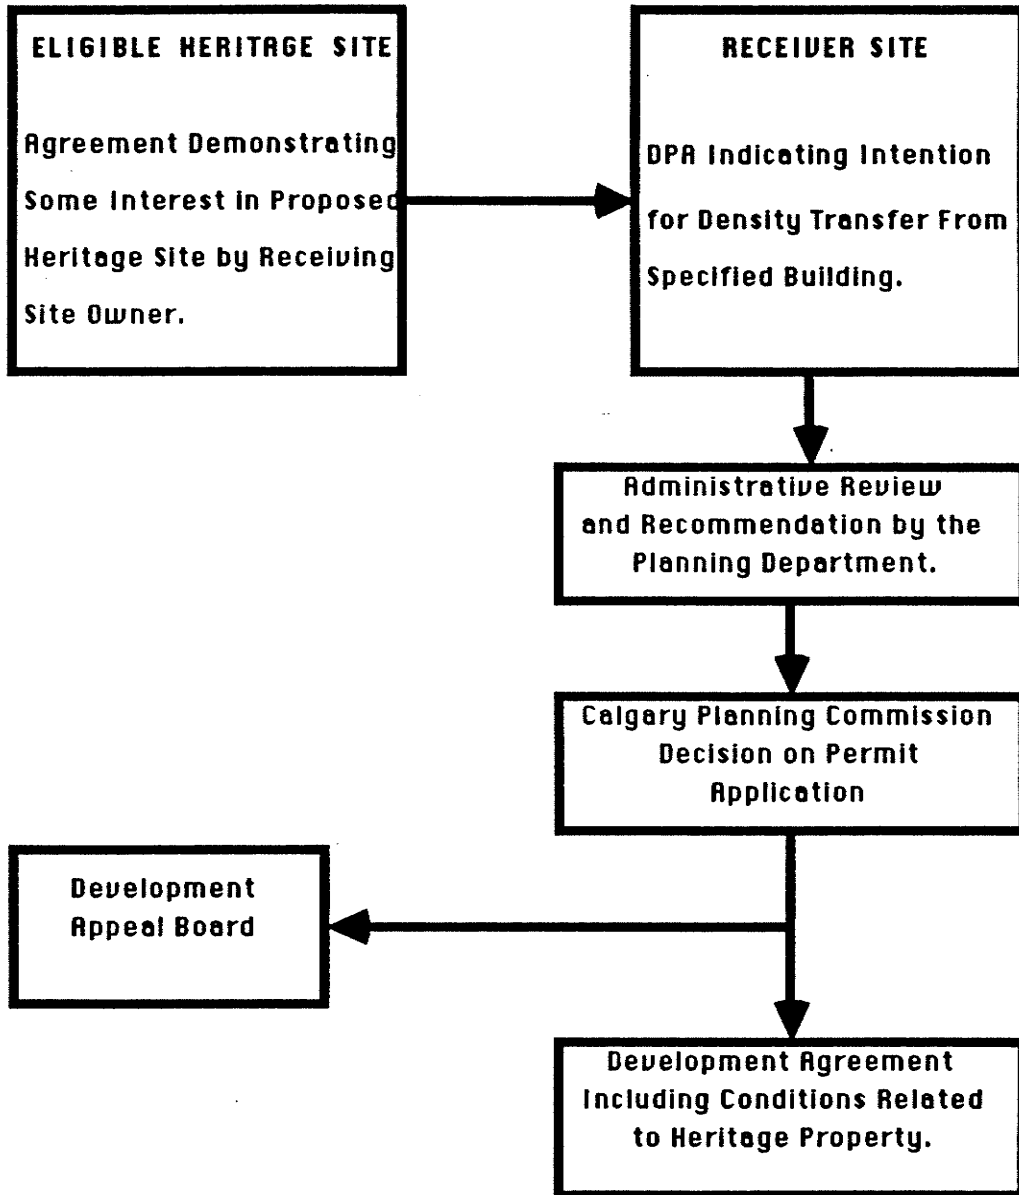 ELIGIBLE HERITAGE SITE
Agreement Demonstrating
Some Interest in Proposed
Heritage Site by Receiving
Site Owner.
RECEIVER SITE
DPA Indicating Intention
for Density Transfer From
Specified Building.
Administrative Review
and Recommendation by the
Planning Department.
Calgary Planning Commission
Decision on Permit
Application
Development
Appeal Board
Development Agreement
Including Conditions Related
to Heritage Property.